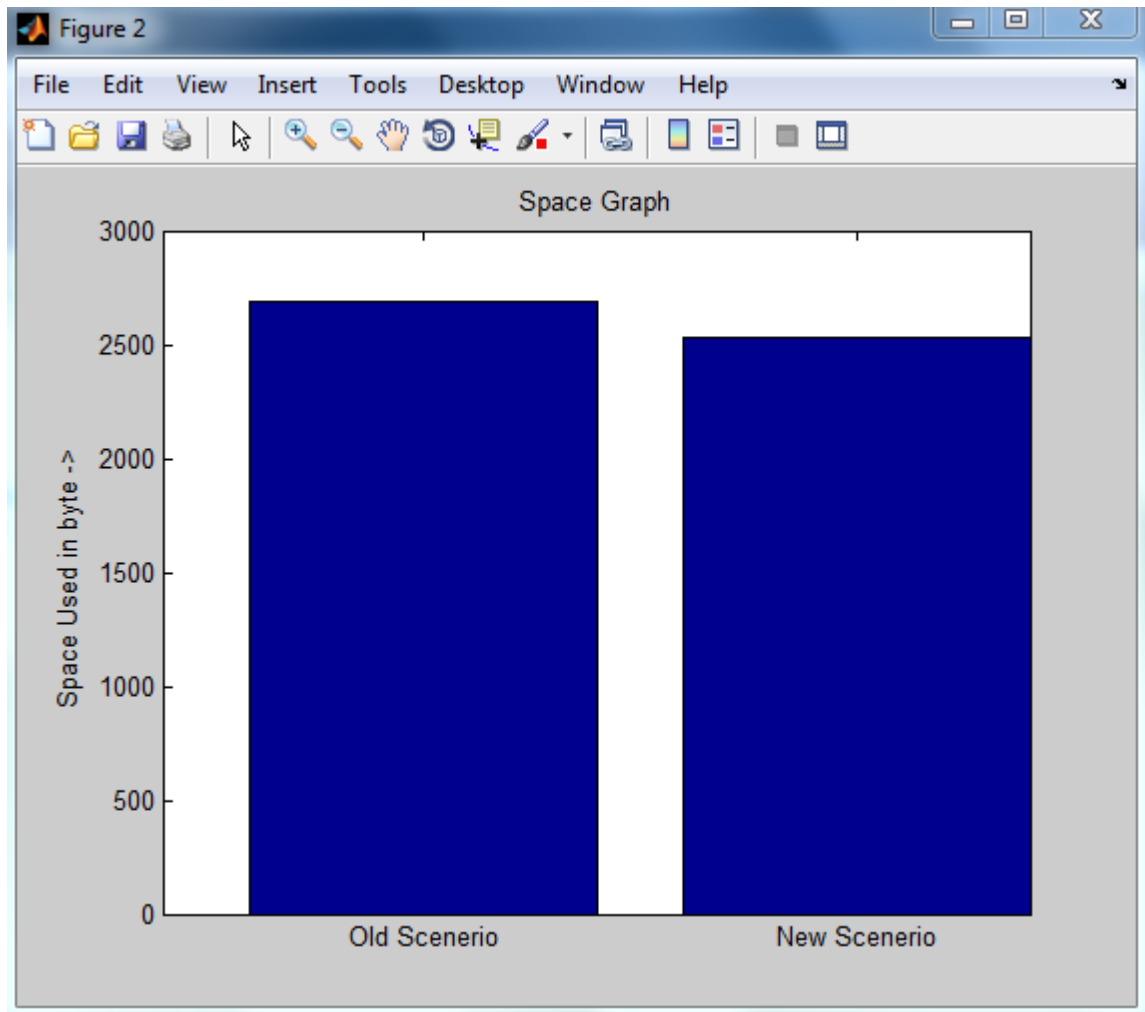 Figure 2
File Edit View Insert Tools Desktop Window Help
Space Graph
3000
2500
2000
1500
1000
500
0
Space Used in byte ->
Old Scenerio New Scenerio